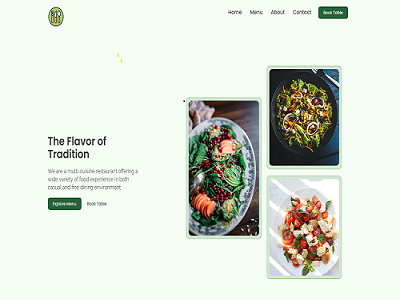 Home Menu About Contact Book Table
The Flavor of
Tradition
We are a multi-cuisine restaurant offering a
wide variety of food experience in both
casual and fine dining environment
Explore Menu Book Table